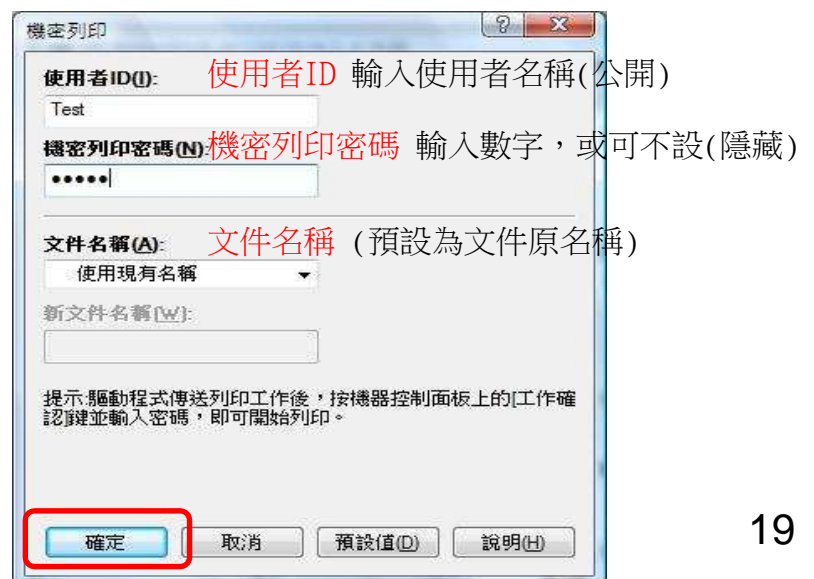 機密列印
使用者ID(I): 使用者ID 輸入使用者名稱(公開)
Test
機密列印密碼(N): 機密列印密碼 輸入數字，或可不設(隱藏)
•••••
文件名稱(A): 文件名稱 (預設為文件原名稱)
使用現有名稱
新文件名稱(W):
提示:驅動程式傳送列印工作後，按機器控制面板上的[工作確
認]鍵並輸入密碼，即可開始列印。
確定 取消 預設值(D) 說明(H)
19